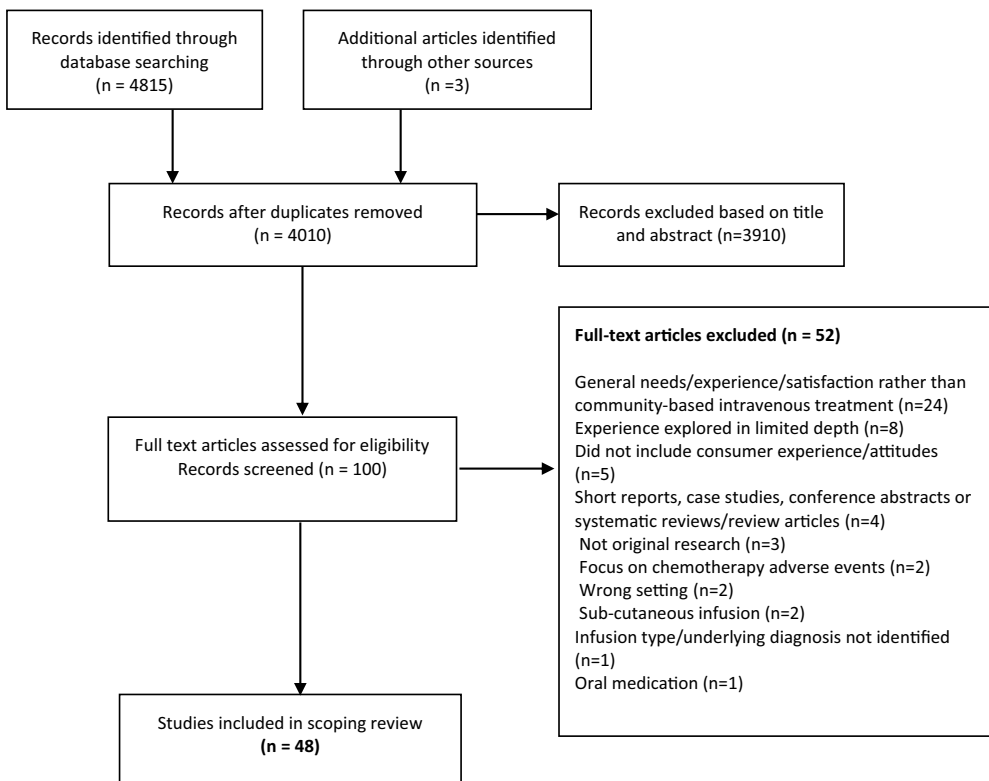 Records identified through
database searching
(n = 4815)
Additional articles identified
through other sources
(n =3)
Records after duplicates removed
(n = 4010)
Records excluded based on title
and abstract (n=3910)
Full text articles assessed for eligibility
Records screened (n = 100)
Full-text articles excluded (n = 52)
General needs/experience/satisfaction rather than
community-based intravenous treatment (n=24)
Experience explored in limited depth (n=8)
Did not include consumer experience/attitudes
(n=5)
Short reports, case studies, conference abstracts or
systematic reviews/review articles (n=4)
Not original research (n=3)
Focus on chemotherapy adverse events (n=2)
Wrong setting (n=2)
Sub-cutaneous infusion (n=2)
Infusion type/underlying diagnosis not identified
(n=1)
Oral medication (n=1)
Studies included in scoping review
(n = 48)